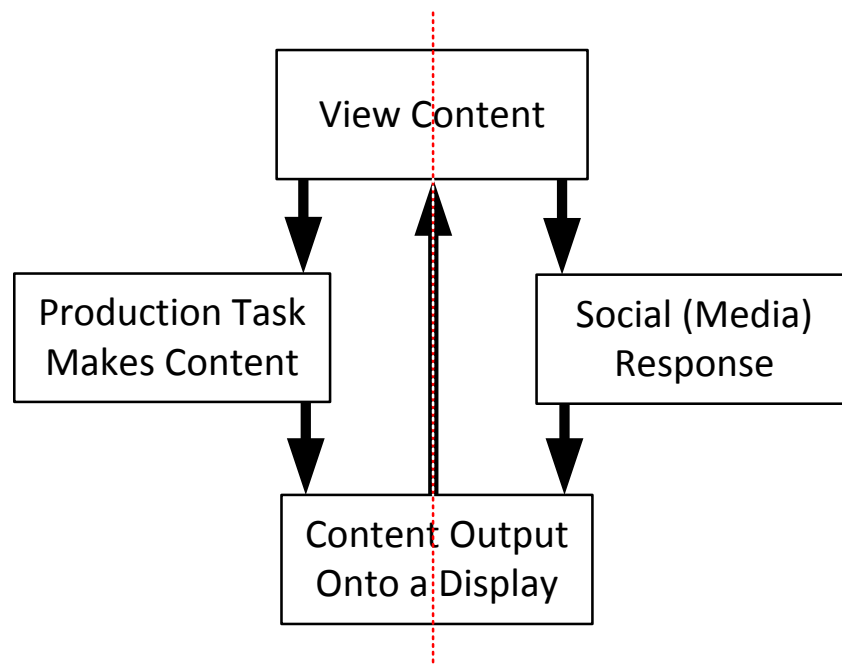 View Content
Production Task
Makes Content
Social (Media)
Response
Content Output
Onto a Display